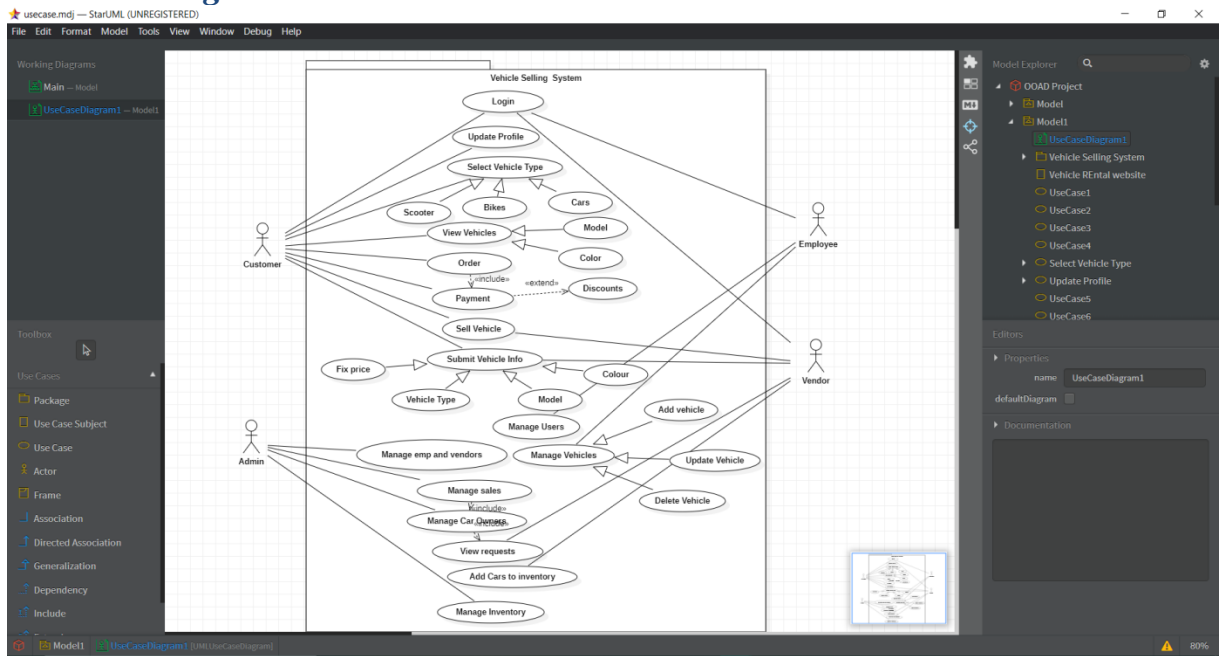 usecase.mdj — StarUML (UNREGISTERED)
File Edit Format Model Tools View Window Debug Help
Working Diagrams
Main — Model
UseCaseDiagram1 — Model1
Toolbox
Use Cases
Package
Use Case Subject
Use Case
Actor
Frame
Association
Directed Association
Generalization
Dependency
Include
Vehicle Selling System
Login
Update Profile
Select Vehicle Type
Scooter
Bikes
Cars
View Vehicles
Model
Color
Order
«include»
«extend»
Payment
Discounts
Sell Vehicle
Submit Vehicle Info
Fix price
Colour
Vehicle Type
Model
Manage Users
Add vehicle
Manage emp and vendors
Manage Vehicles
Update Vehicle
Manage sales
Delete Vehicle
«include»
Manage Car Owners
«include»
View requests
Add Cars to inventory
Manage Inventory
Customer
Admin
Employee
Vendor
Model Explorer
OOAD Project
Model
Model1
UseCaseDiagram1
Vehicle Selling System
Vehicle REntal website
UseCase1
UseCase2
UseCase3
UseCase4
Select Vehicle Type
Update Profile
UseCase5
UseCase6
Editors
Properties
name UseCaseDiagram1
defaultDiagram
Documentation
Model1 UseCaseDiagram1 [UMLUseCaseDiagram]
80%